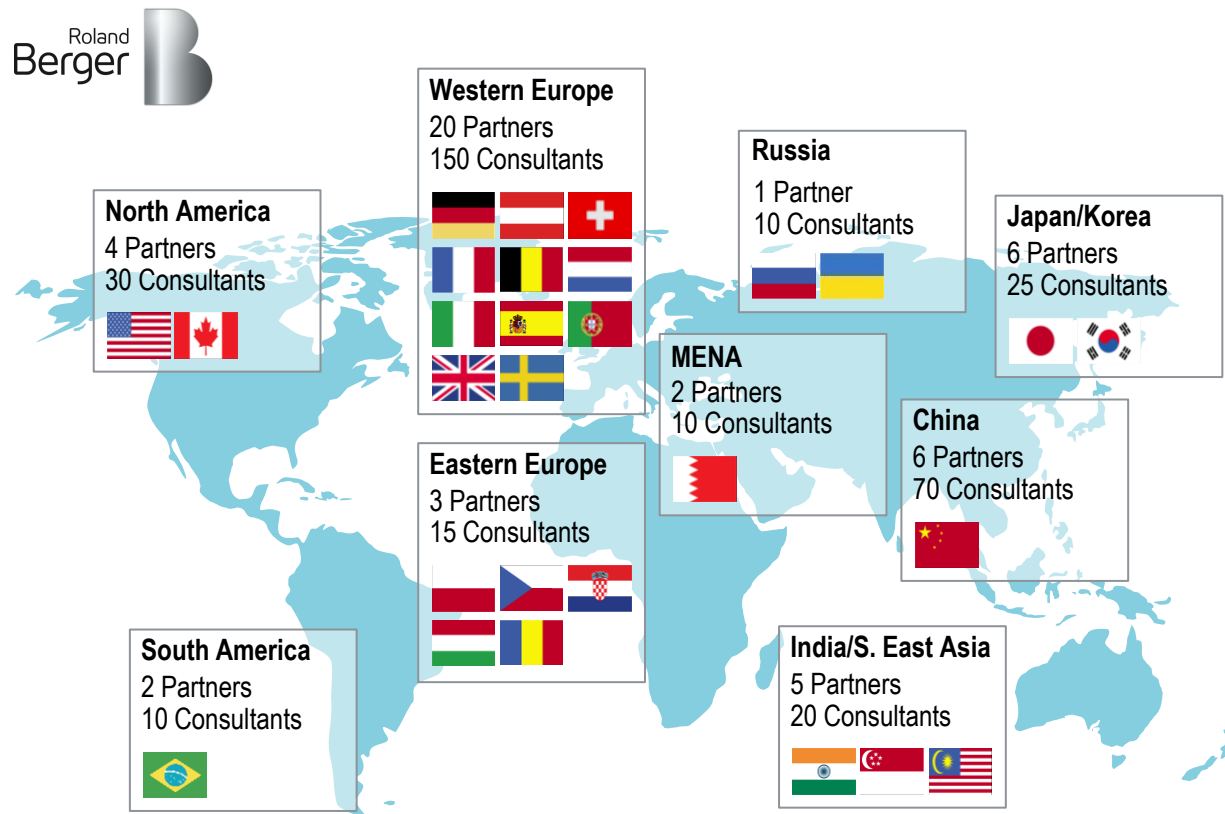 Roland
Berger
Western Europe
20 Partners
150 Consultants
Russia
1 Partner
10 Consultants
North America
4 Partners
30 Consultants
Japan/Korea
6 Partners
25 Consultants
MENA
2 Partners
10 Consultants
China
6 Partners
70 Consultants
Eastern Europe
3 Partners
15 Consultants
South America
2 Partners
10 Consultants
India/S. East Asia
5 Partners
20 Consultants